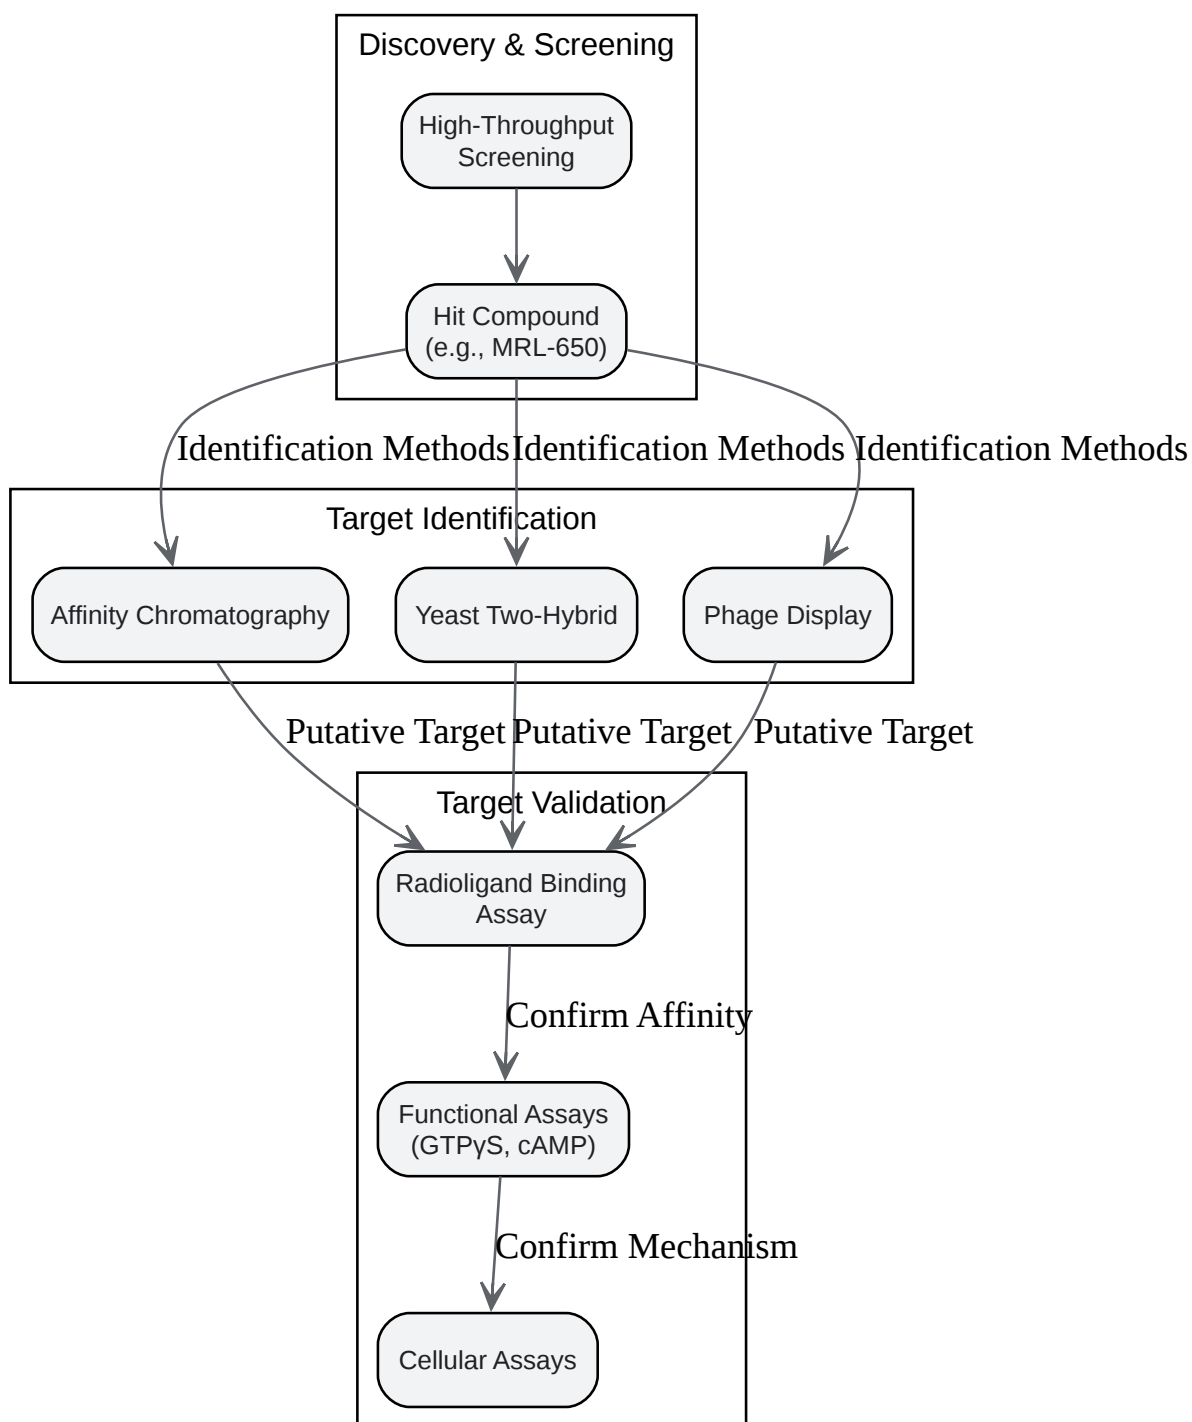 Discovery & Screening
High-Throughput
Screening
Hit Compound
(e.g., MRL-650)
Identification Methods
Identification Methods
Identification Methods
Target Identification
Affinity Chromatography
Yeast Two-Hybrid
Phage Display
Putative Target
Putative Target
Putative Target
Target Validation
Radioligand Binding
Assay
Confirm Affinity
Functional Assays
(GTPγS, cAMP)
Confirm Mechanism
Cellular Assays